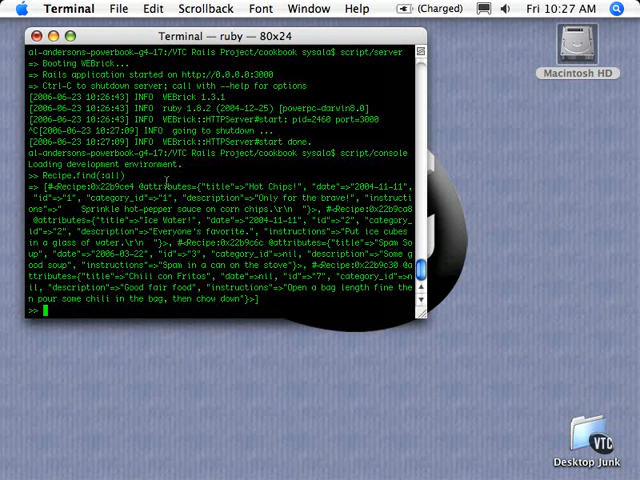 Terminal File Edit Scrollback Font Window Help (Charged) Fri 10:27 AM
Terminal — ruby — 80x24
al-andersons-powerbook-g4-17:/VTC Rails Project/cookbook sysala$ script/server
=> Booting WEBrick...
=> Rails application started on http://0.0.0.0:3000
=> Ctrl-C to shutdown server; call with --help for options
[2006-06-23 10:26:43] INFO  WEBrick 1.3.1
[2006-06-23 10:26:43] INFO  ruby 1.8.2 (2004-12-25) [powerpc-darwin8.0]
[2006-06-23 10:26:43] INFO  WEBrick::HTTPServer#start: pid=2460 port=3000
^C[2006-06-23 10:27:09] INFO  going to shutdown ...
[2006-06-23 10:27:09] INFO  WEBrick::HTTPServer#start done.
al-andersons-powerbook-g4-17:/VTC Rails Project/cookbook sysala$ script/console
Loading development environment.
>> Recipe.find(:all)
=> [#<Recipe:0x22b9ce4 @attributes={"title"=>"Hot Chips!", "date"=>"2004-11-11",
 "id"=>"1", "category_id"=>"1", "description"=>"Only for the brave!", "instructi
ons"=>"    Sprinkle hot-pepper sauce on corn chips.\r\n  "}>, #<Recipe:0x22b9ca8
 @attributes={"title"=>"Ice Water!", "date"=>"2004-11-11", "id"=>"2", "category_
id"=>"2", "description"=>"Everyone's favorite.", "instructions"=>"Put ice cubes
in a glass of water.\r\n  "}>, #<Recipe:0x22b9c6c @attributes={"title"=>"Spam So
up", "date"=>"2006-03-22", "id"=>"3", "category_id"=>nil, "description"=>"Some g
ood soup", "instructions"=>"Spam in a can on the stove"}>, #<Recipe:0x22b9c30 @a
ttributes={"title"=>"Chili con Fritos", "date"=>nil, "id"=>"7", "category_id"=>n
il, "description"=>"Good fair food", "instructions"=>"Open a bag length fine the
n pour some chili in the bag, then chow down"}>]
>>
Macintosh HD
VTC
Desktop Junk